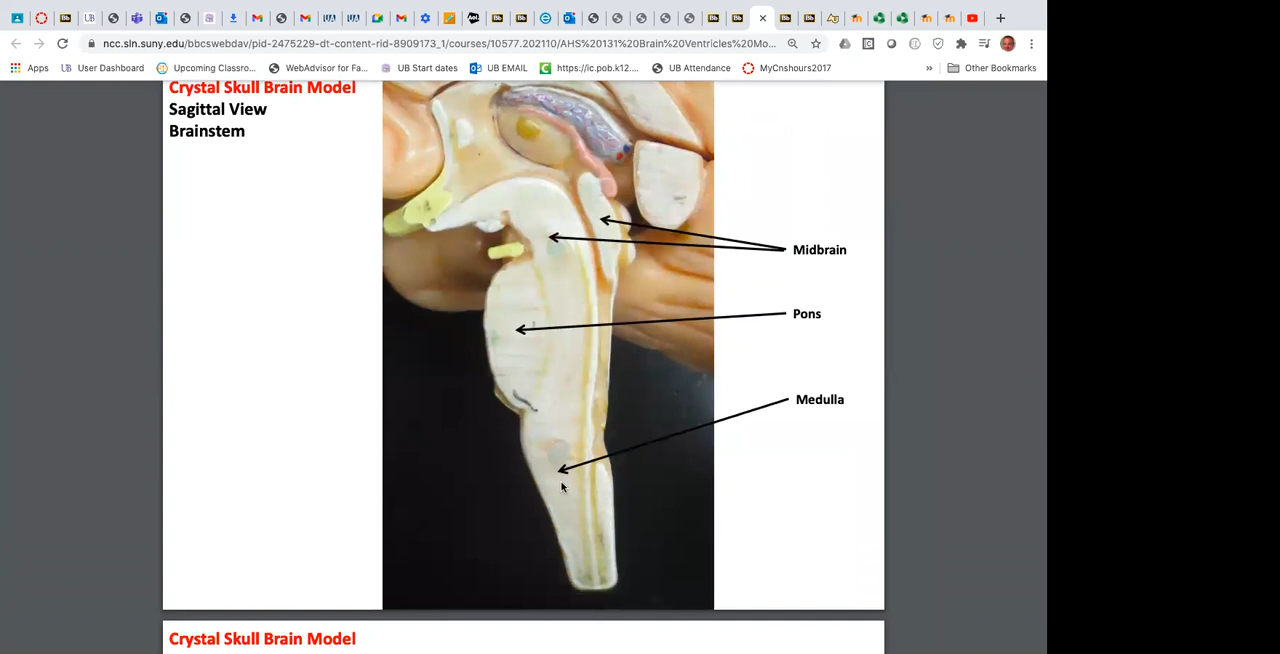 ncc.sln.suny.edu/bbcswebdav/pid-2475229-dt-content-rid-8909173_1/courses/10577.202110/AHS%20131%20Brain%20Ventricles%20Mo...
Apps UB User Dashboard Upcoming Classro... WebAdvisor for Fa... UB Start dates UB EMAIL https://ic.pob.k12.... UB Attendance MyCnshours2017 » Other Bookmarks
Crystal Skull Brain Model
Sagittal View
Brainstem
Midbrain
Pons
Medulla
Crystal Skull Brain Model